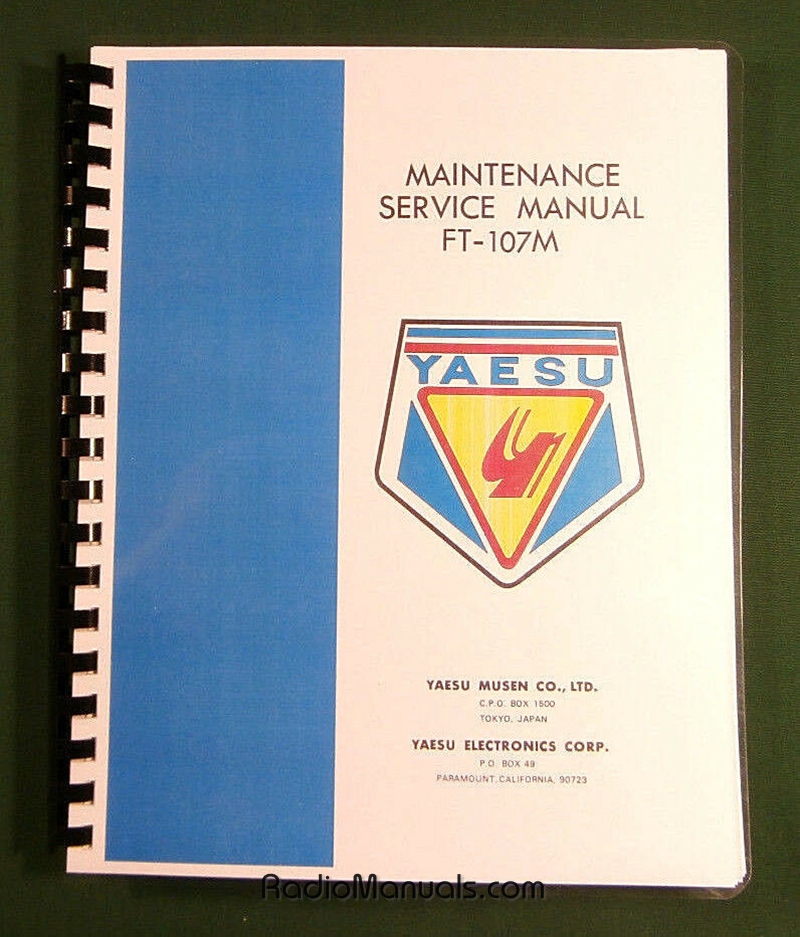 MAINTENANCE
SERVICE MANUAL
FT-107M
YAESU
YAESU MUSEN CO., LTD.
C.P.O. BOX 1500
TOKYO, JAPAN
YAESU ELECTRONICS CORP.
P.O. BOX 49
PARAMOUNT, CALIFORNIA, 90723
RadioManuals.com